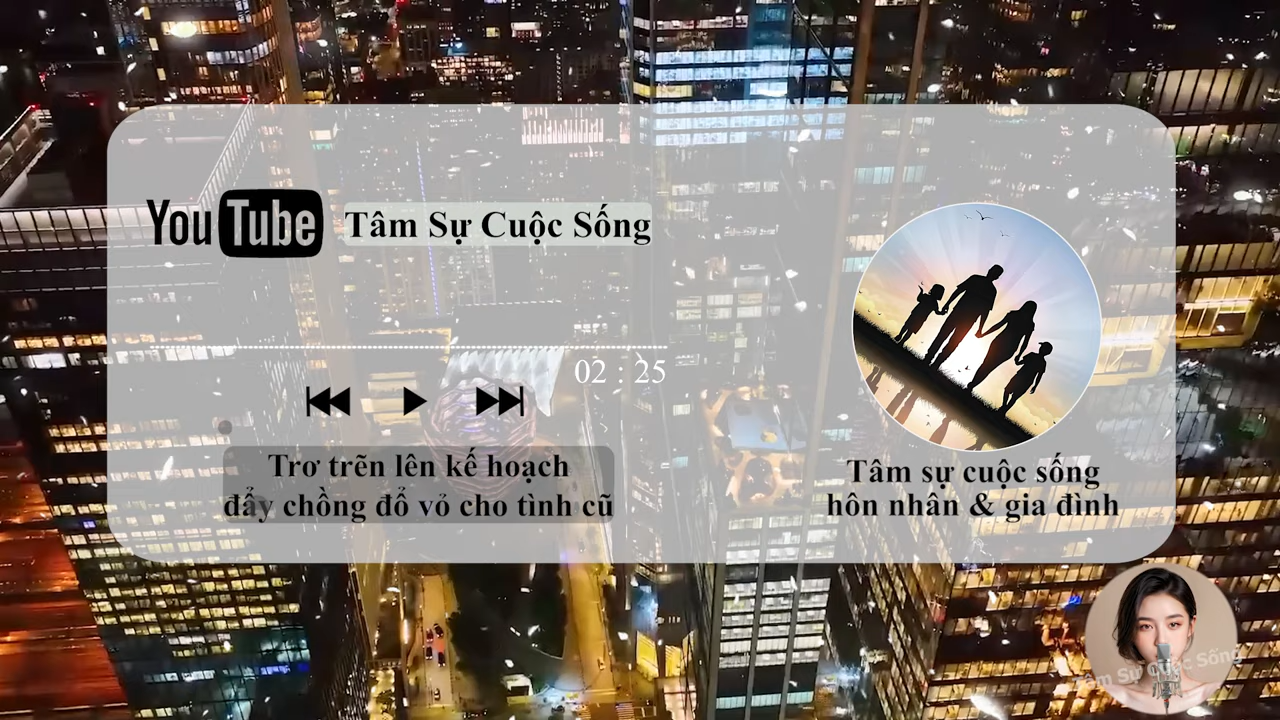 YouTube
Tâm Sự Cuộc Sống
02 : 25
Trơ trẽn lên kế hoạch
đẩy chồng đổ vỏ cho tình cũ
Tâm sự cuộc sống
hôn nhân & gia đình
Tâm Sự Cuộc Sống